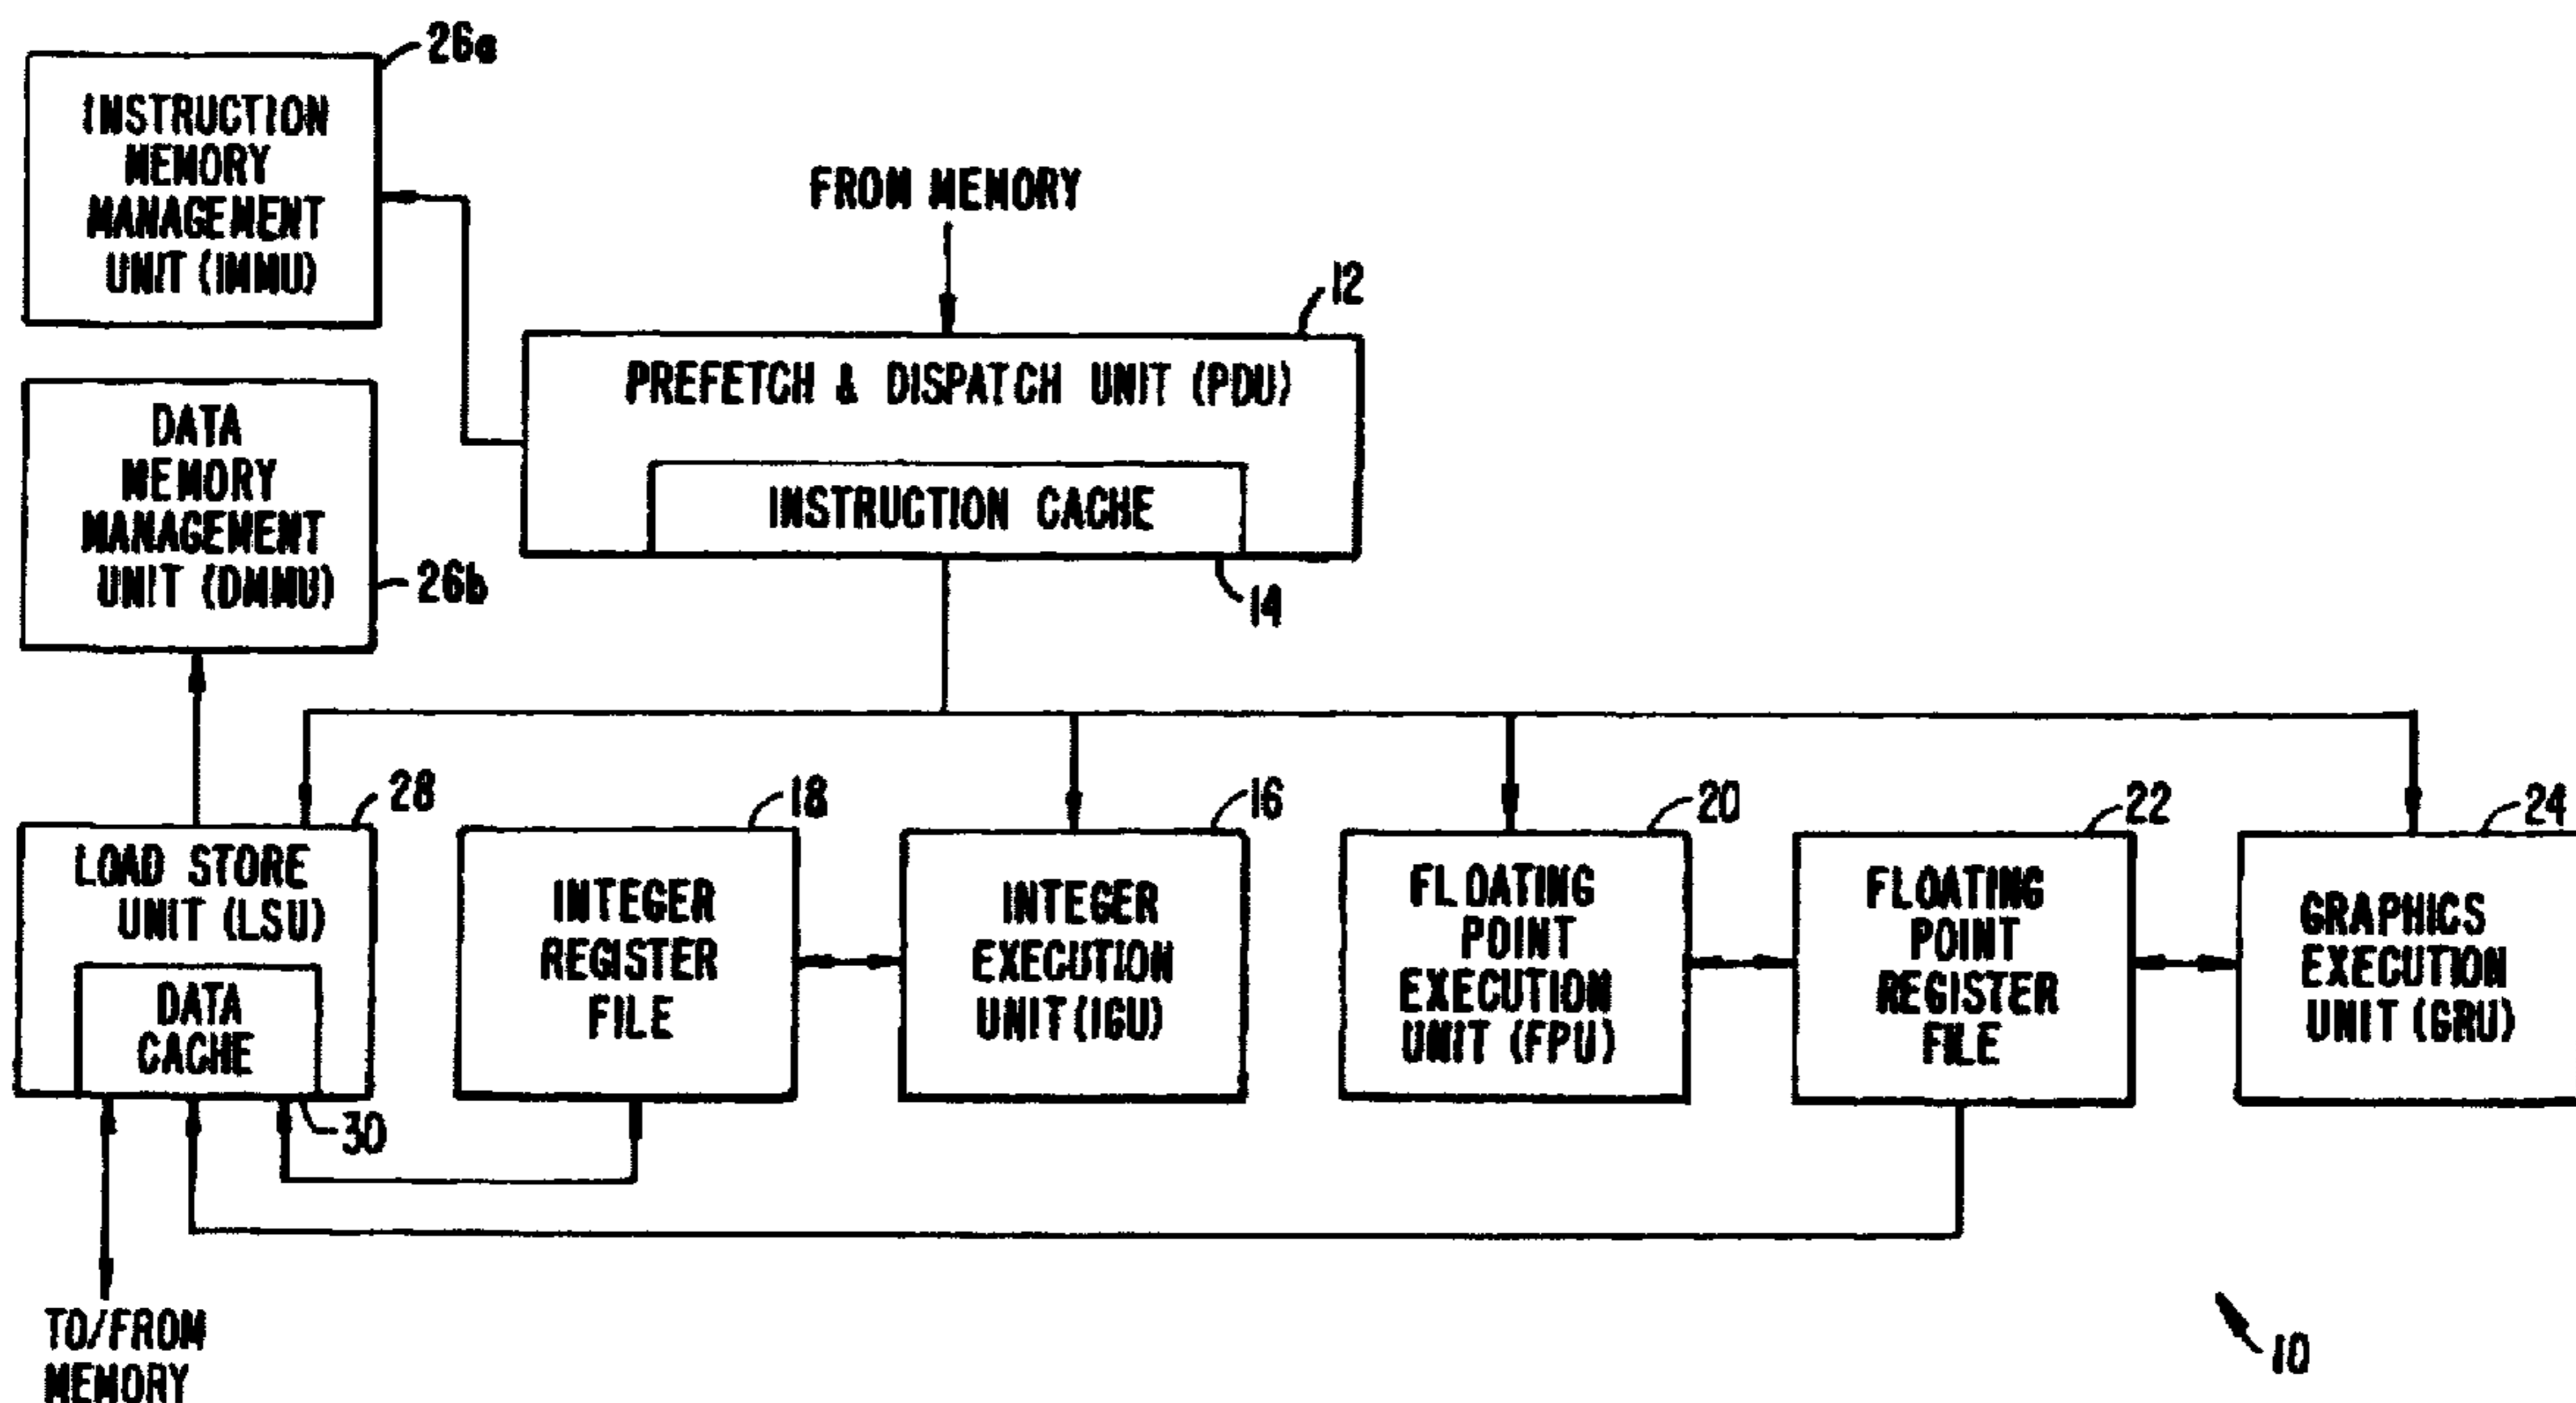 26a
INSTRUCTION
MEMORY
MANAGEMENT
UNIT (IMMU)
FROM MEMORY
12
PREFETCH & DISPATCH UNIT (PDU)
INSTRUCTION CACHE
14
DATA
MEMORY
MANAGEMENT
UNIT (DMMU)
26b
28
LOAD STORE
UNIT (LSU)
DATA
CACHE
30
18
INTEGER
REGISTER
FILE
16
INTEGER
EXECUTION
UNIT (IGU)
20
FLOATING
POINT
EXECUTION
UNIT (FPU)
22
FLOATING
POINT
REGISTER
FILE
24
GRAPHICS
EXECUTION
UNIT (GRU)
TO/FROM
MEMORY
10